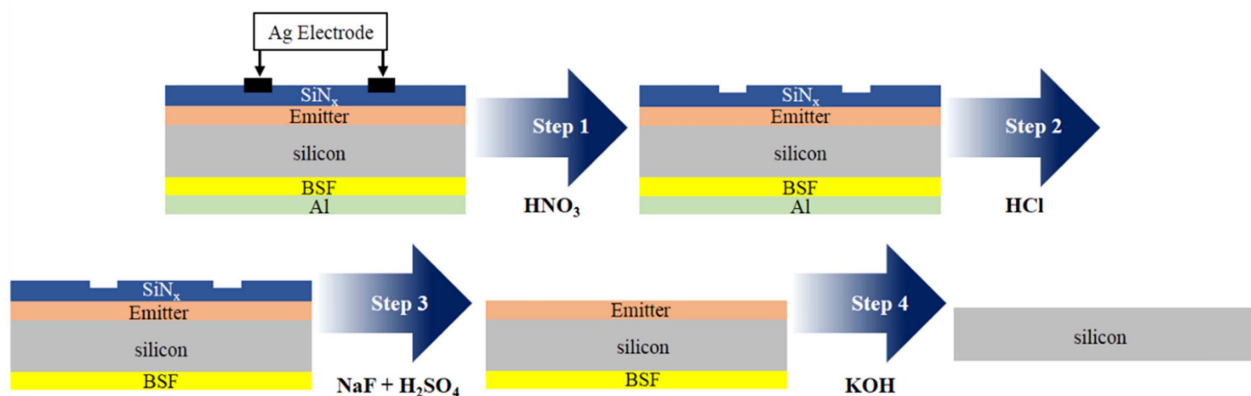 Ag Electrode
SiNₓ
Emitter
silicon
BSF
Al
Step 1
HNO₃
SiNₓ
Emitter
silicon
BSF
Al
Step 2
HCl
SiNₓ
Emitter
silicon
BSF
Step 3
NaF + H₂SO₄
Emitter
silicon
BSF
Step 4
KOH
silicon